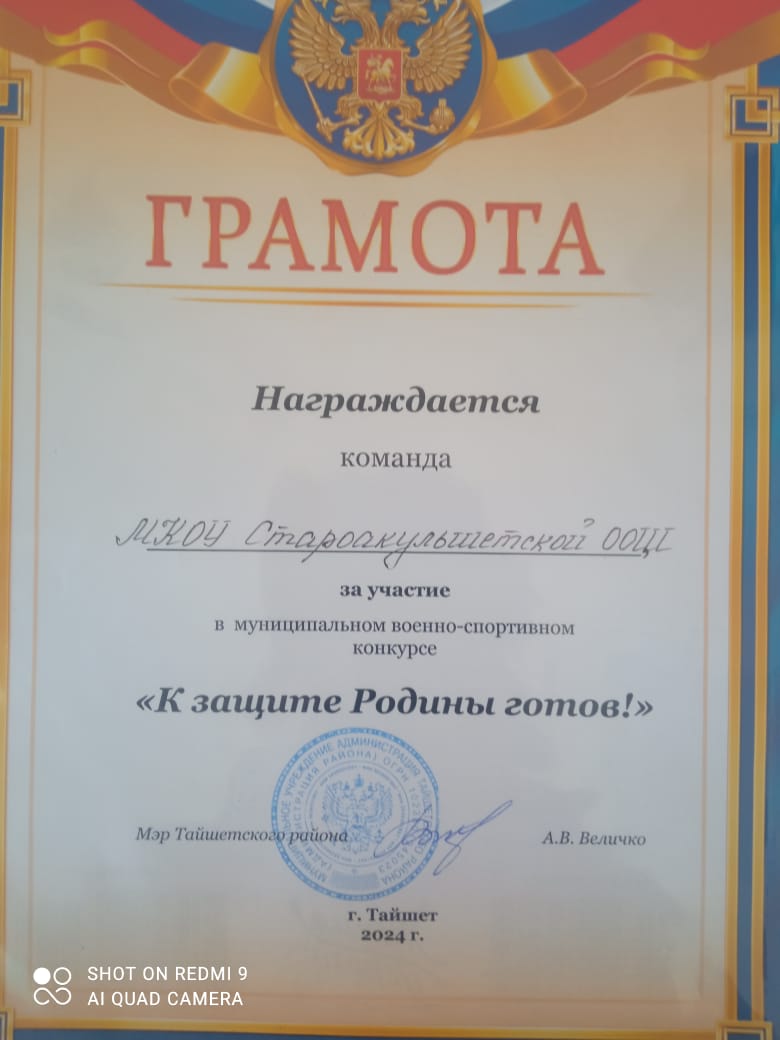 ГРАМОТА
Награждается
команда
МКОУ Староакульшетской ООШ
за участие
в муниципальном военно-спортивном
конкурсе
«К защите Родины готов!»
Мэр Тайшетского района
А.В. Величко
г. Тайшет
2024 г.
SHOT ON REDMI 9
AI QUAD CAMERA